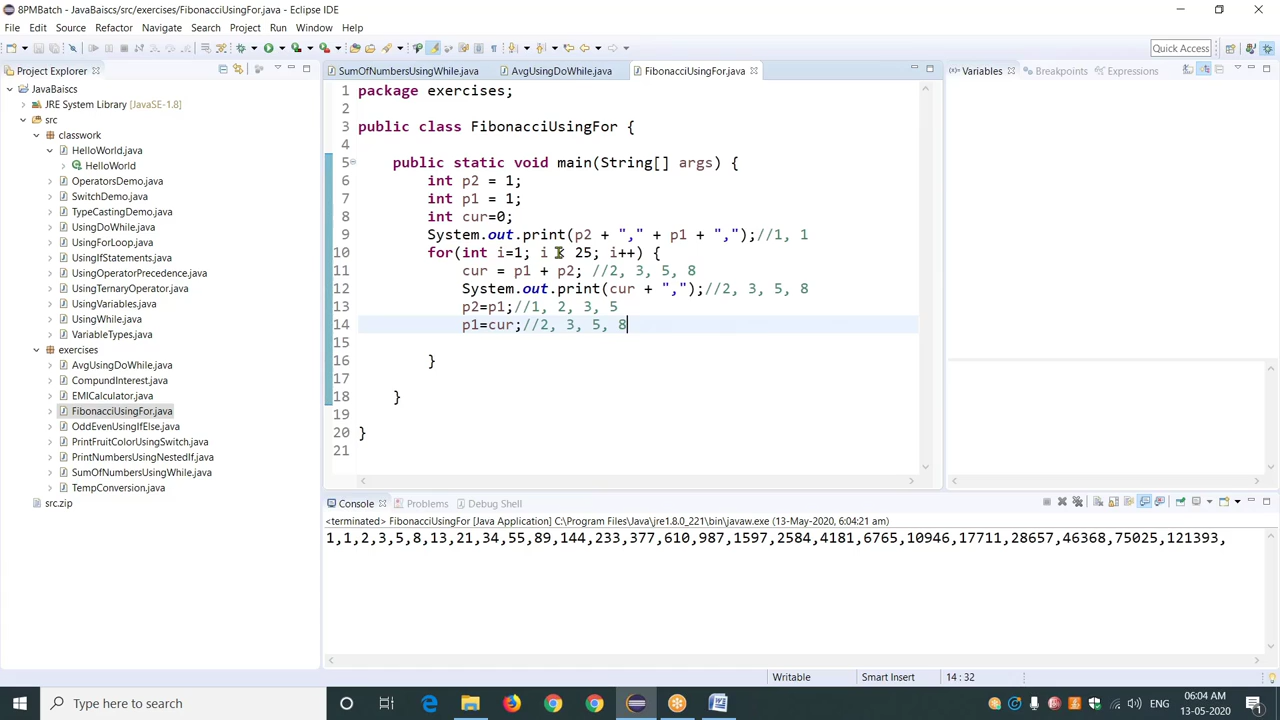 8PMBatch - JavaBaiscs/src/exercises/FibonacciUsingFor.java - Eclipse IDE
File Edit Source Refactor Navigate Search Project Run Window Help
Quick Access
Project Explorer
SumOfNumbersUsingWhile.java
AvgUsingDoWhile.java
FibonacciUsingFor.java
Variables
Breakpoints
Expressions
JavaBaiscs
JRE System Library [JavaSE-1.8]
src
classwork
HelloWorld.java
HelloWorld
OperatorsDemo.java
SwitchDemo.java
TypeCastingDemo.java
UsingDoWhile.java
UsingForLoop.java
UsingIfStatements.java
UsingOperatorPrecedence.java
UsingTernaryOperator.java
UsingVariables.java
UsingWhile.java
VariableTypes.java
exercises
AvgUsingDoWhile.java
CompundInterest.java
EMICalculator.java
FibonacciUsingFor.java
OddEvenUsingIfElse.java
PrintFruitColorUsingSwitch.java
PrintNumbersUsingNestedIf.java
SumOfNumbersUsingWhile.java
TempConversion.java
src.zip
1 package exercises;
2
3 public class FibonacciUsingFor {
4
5 public static void main(String[] args) {
6 int p2 = 1;
7 int p1 = 1;
8 int cur=0;
9 System.out.print(p2 + "," + p1 + ",");//1, 1
10 for(int i=1; i 25; i++) {
11 cur = p1 + p2; //2, 3, 5, 8
12 System.out.print(cur + ",");//2, 3, 5, 8
13 p2=p1;//1, 2, 3, 5
14 p1=cur;//2, 3, 5, 8
15
16 }
17
18 }
19
20 }
21
Console
Problems
Debug Shell
<terminated> FibonacciUsingFor [Java Application] C:\Program Files\Java\jre1.8.0_221\bin\javaw.exe (13-May-2020, 6:04:21 am)
1,1,2,3,5,8,13,21,34,55,89,144,233,377,610,987,1597,2584,4181,6765,10946,17711,28657,46368,75025,121393,
Writable
Smart Insert
14 : 32
Type here to search
ENG
06:04 AM
13-05-2020